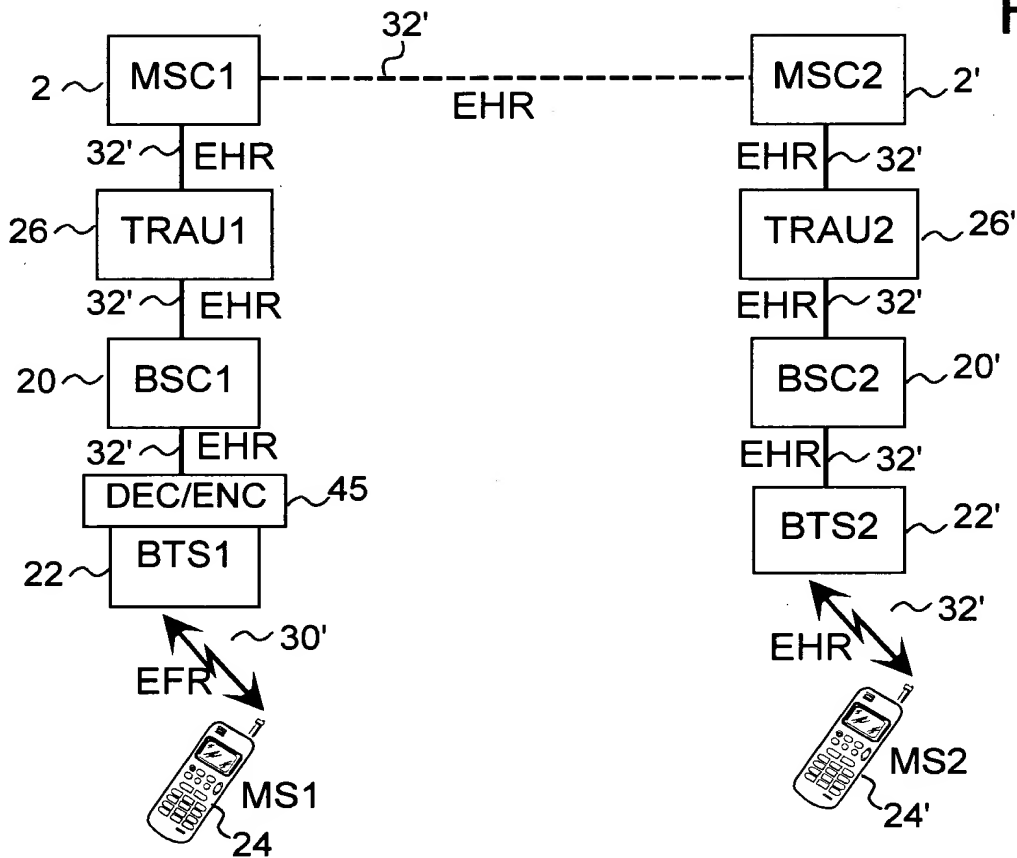 32'
2 MSC1 EHR MSC2 2'
32' EHR EHR 32'
26 TRAU1 TRAU2 26'
32' EHR EHR 32'
20 BSC1 BSC2 20'
32' EHR EHR 32'
DEC/ENC 45
22 BTS1 BTS2 22'
30' 32'
EFR EHR
MS1 MS2
24 24'